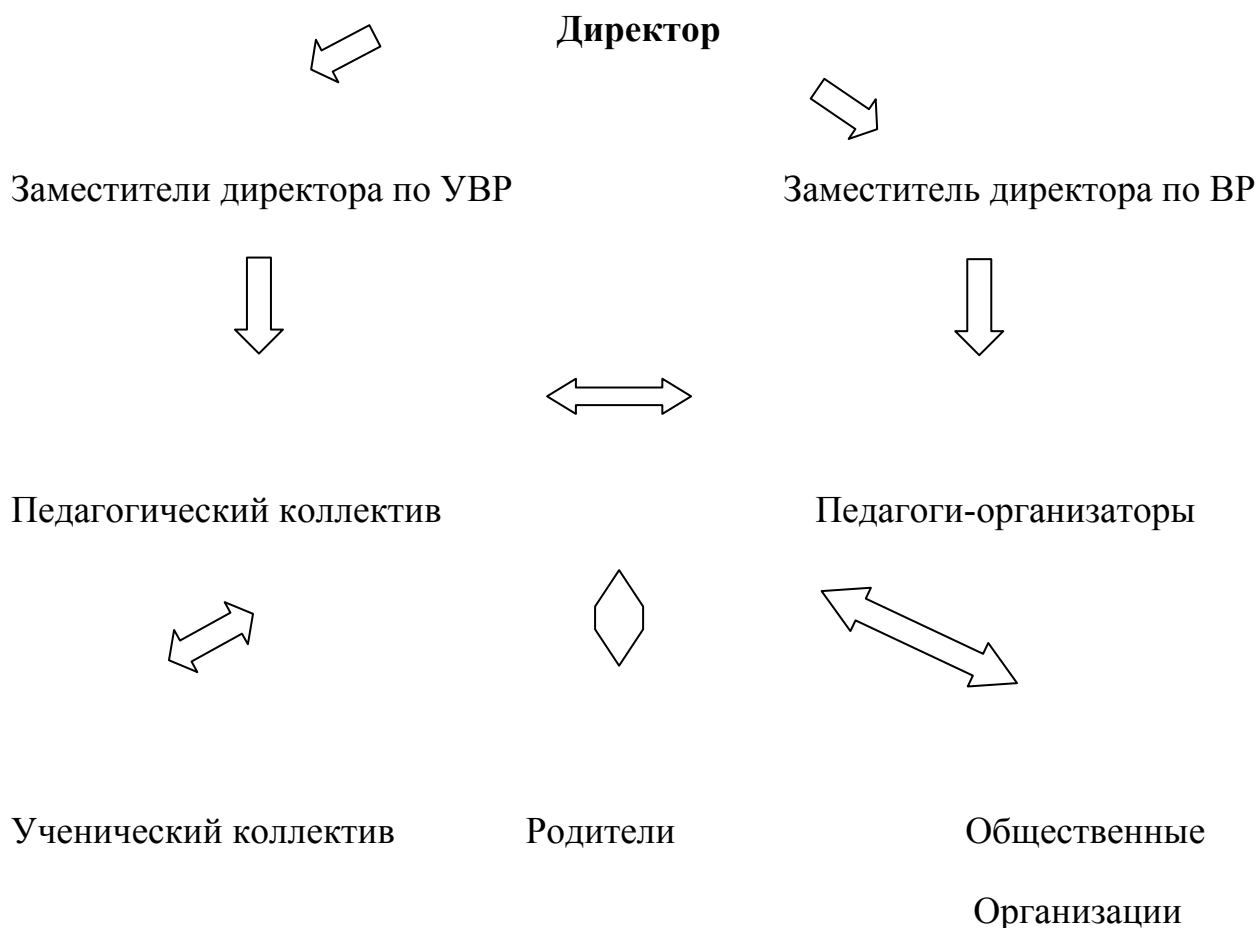 Директор
Заместители директора по УВР Заместитель директора по ВР
Педагогический коллектив Педагоги-организаторы
Ученический коллектив Родители Общественные
Организации